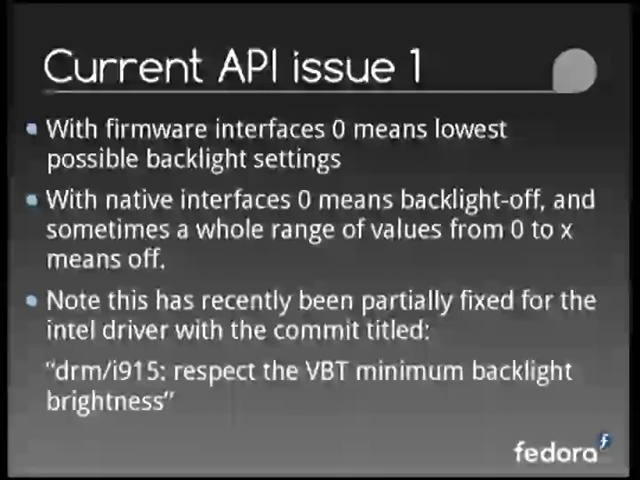 Current API issue 1
With firmware interfaces 0 means lowest
possible backlight settings
With native interfaces 0 means backlight-off, and
sometimes a whole range of values from 0 to x
means off.
Note this has recently been partially fixed for the
intel driver with the commit titled:
"drm/i915: respect the VBT minimum backlight
brightness"
fedora